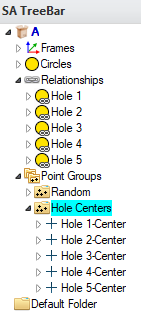 SA TreeBar
A
Frames
Circles
Relationships
Hole 1
Hole 2
Hole 3
Hole 4
Hole 5
Point Groups
Random
Hole Centers
Hole 1-Center
Hole 2-Center
Hole 3-Center
Hole 4-Center
Hole 5-Center
Default Folder